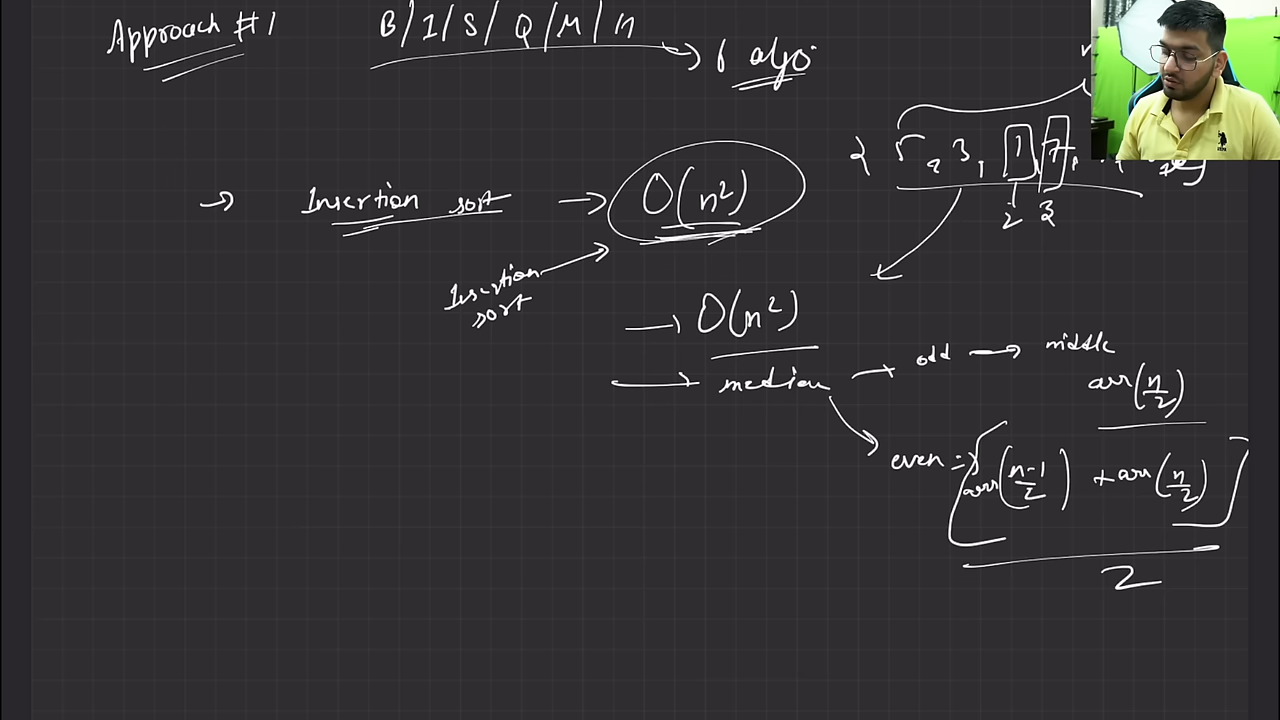 Approach #1
B/I/S/Q/M/H → 6 algo
{ 5, 3, 1, 7,
2 3
→ Insertion sort → O(n²)
Insertion
sort
→ O(n²)
→ median → odd → middle
arr(n/2)
even ⇒ [arr(n-1/2) + arr(n/2)]
2